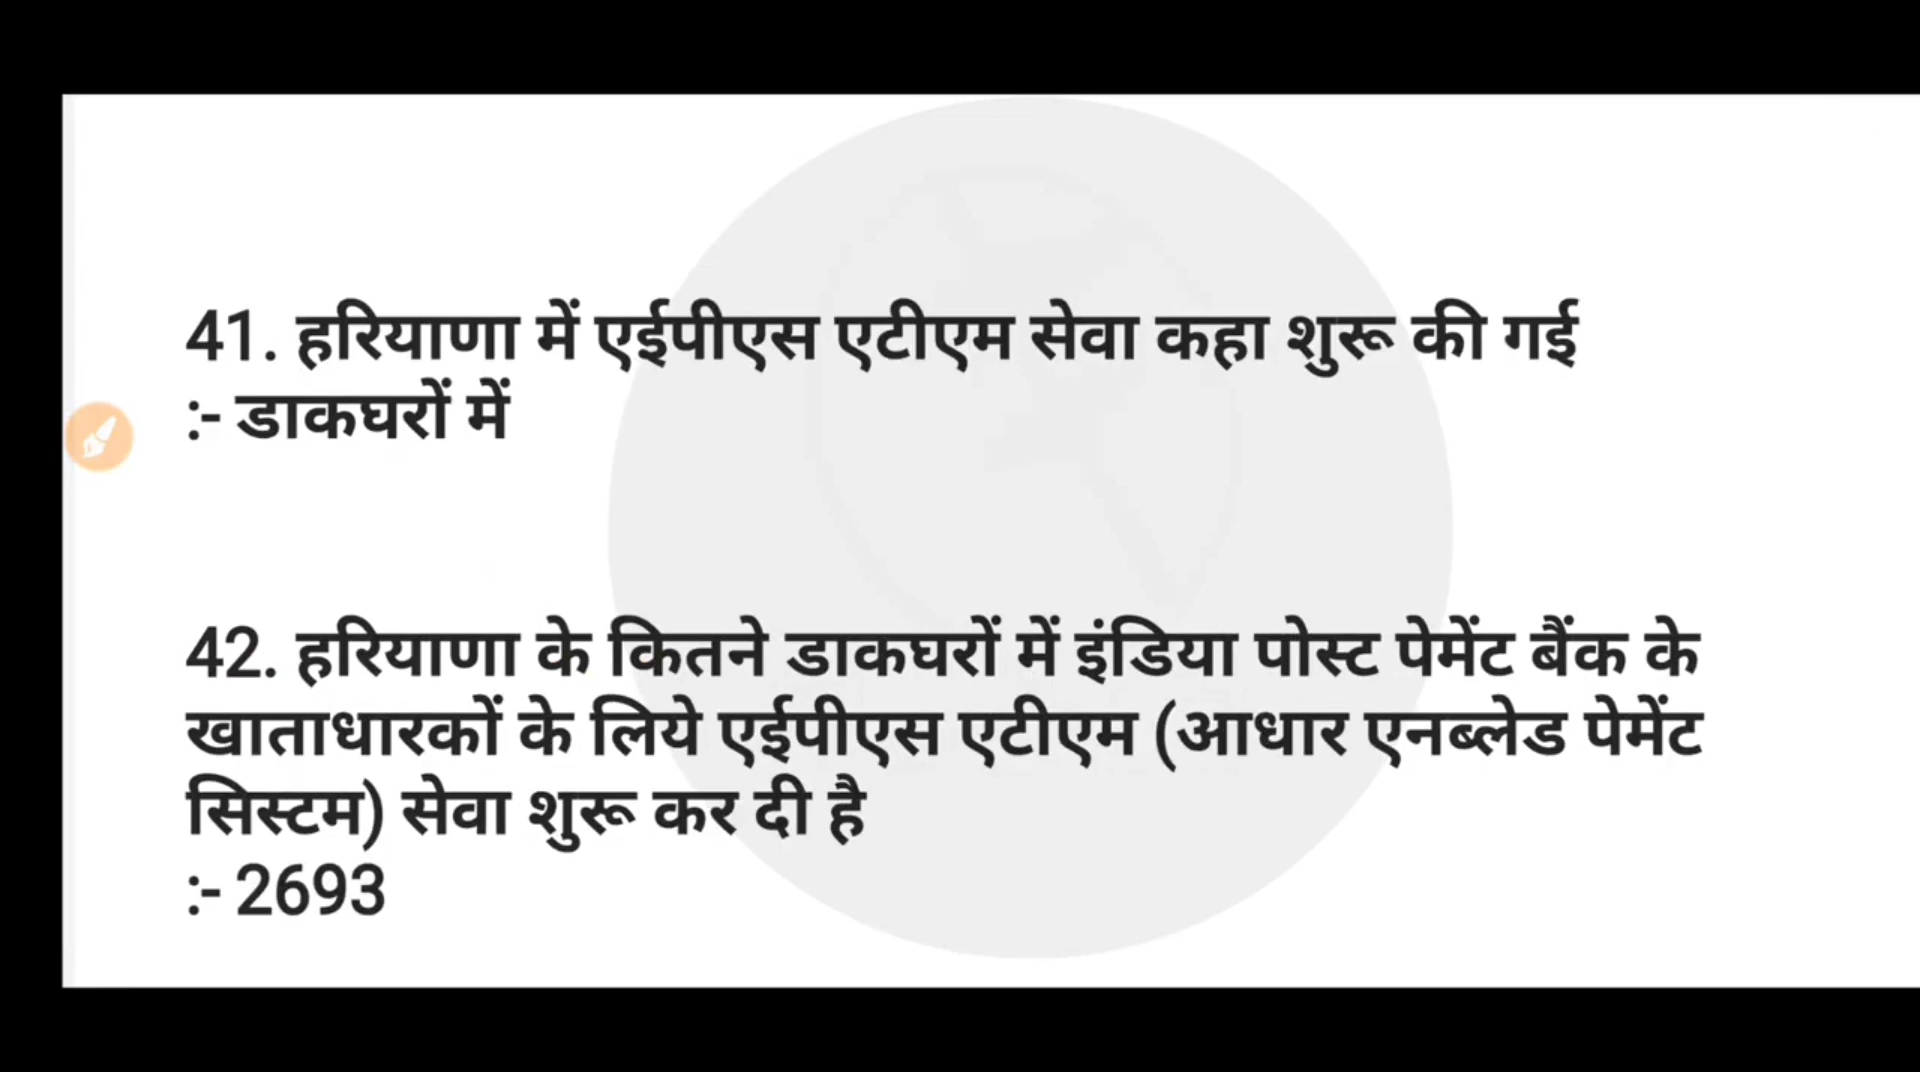 41. हरियाणा में एईपीएस एटीएम सेवा कहा शुरू की गई
:- डाकघरों में
42. हरियाणा के कितने डाकघरों में इंडिया पोस्ट पेमेंट बैंक के
खाताधारकों के लिये एईपीएस एटीएम (आधार एनब्लेड पेमेंट
सिस्टम) सेवा शुरू कर दी है
:- 2693